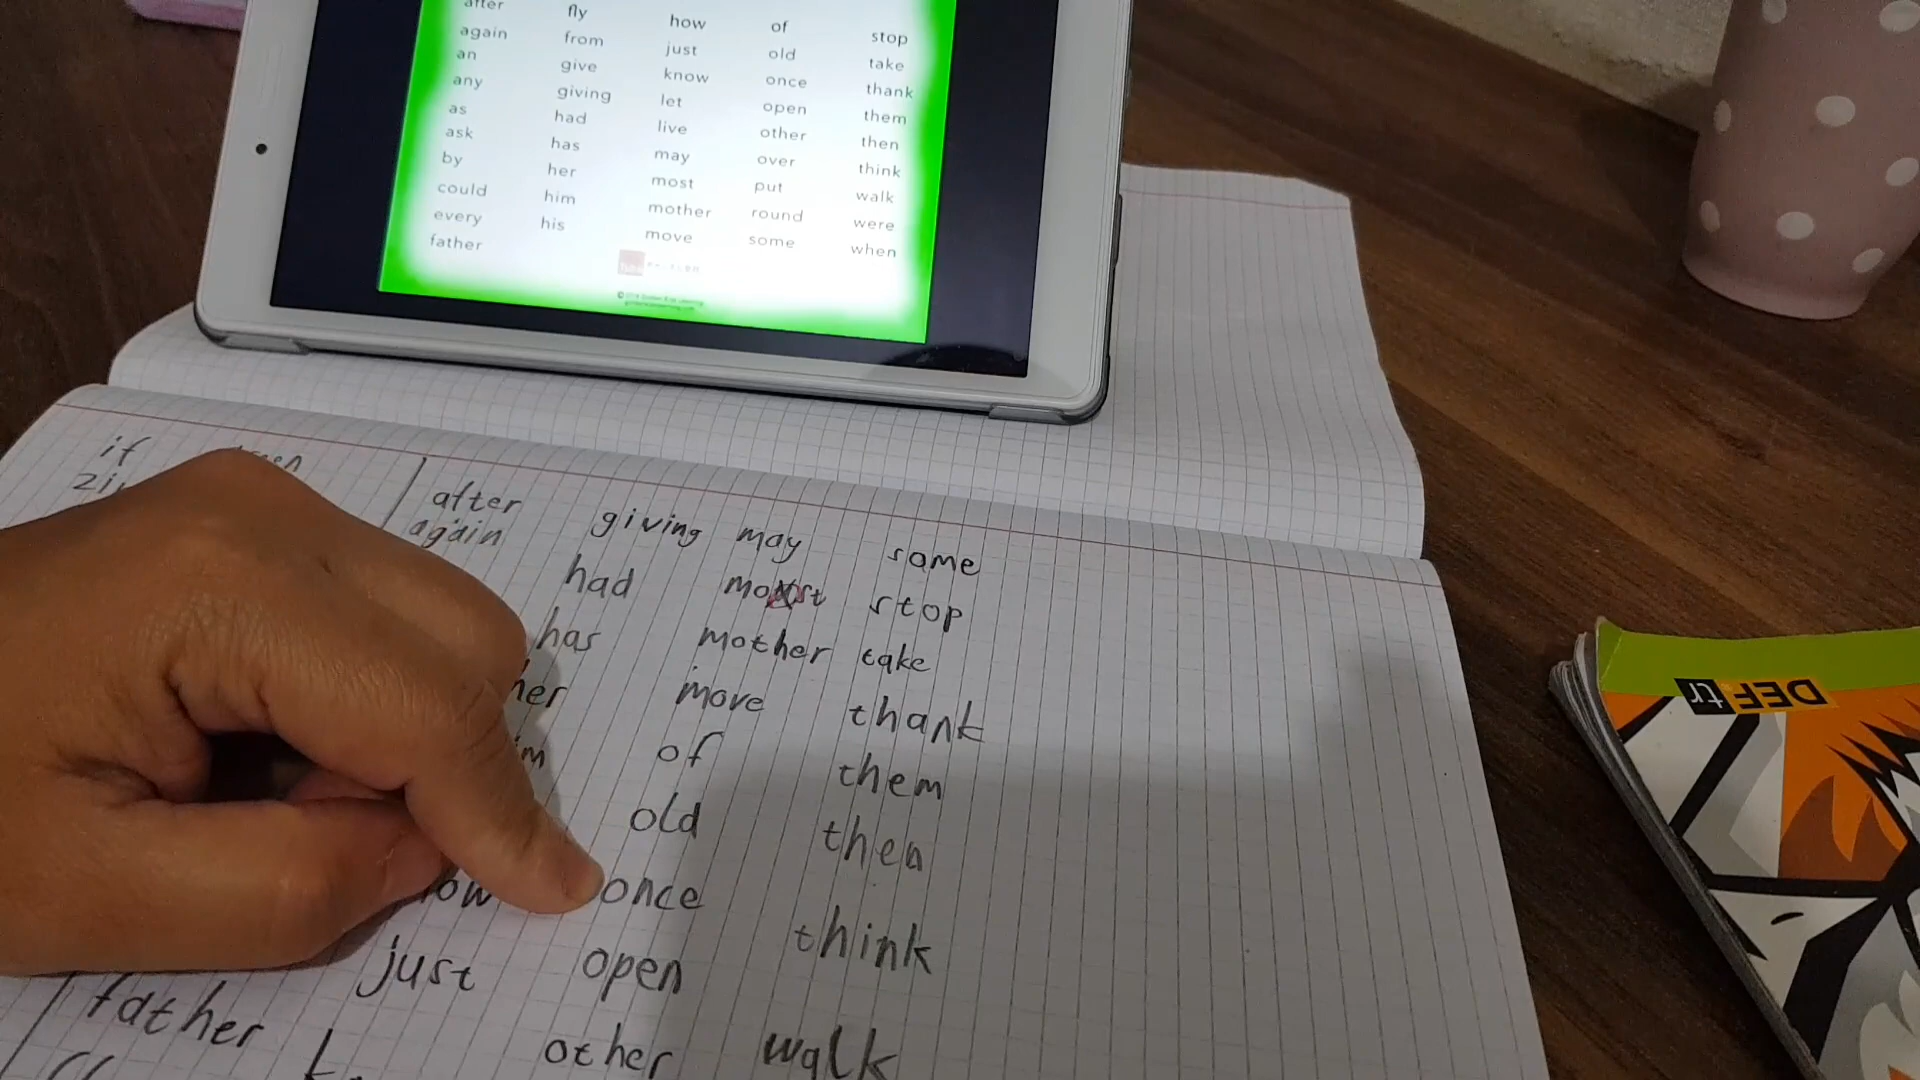 after fly how of stop
again from just old take
an give know once thank
any giving let open them
as had live other then
ask has may over think
by her most put walk
could him mother round were
every his move some when
father
if
after giving may some
again had most stop
has mother take
her move thank
of them
old then
once think
just open
father other walk
DEFtr